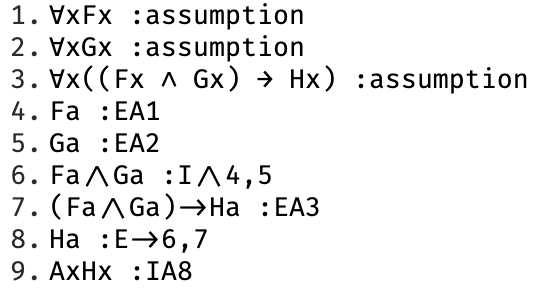 1. ∀xFx :assumption
2. ∀xGx :assumption
3. ∀x((Fx ∧ Gx) → Hx) :assumption
4. Fa :EA1
5. Ga :EA2
6. Fa⋀Ga :I⋀4,5
7. (Fa⋀Ga)→Ha :EA3
8. Ha :E→6,7
9. AxHx :IA8